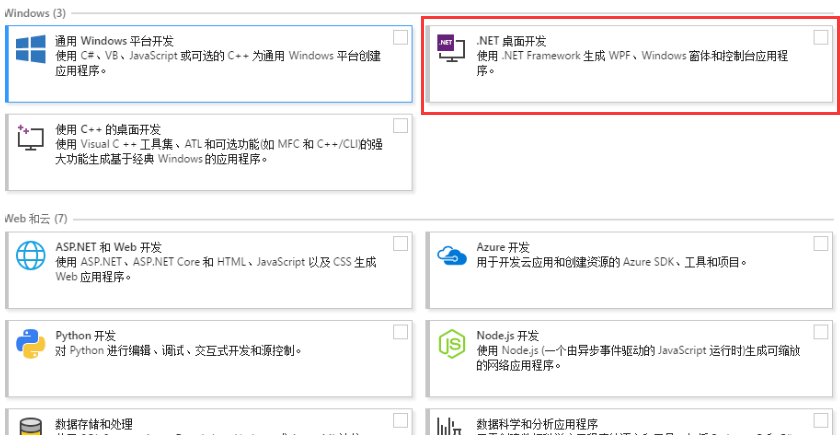 Windows (3)
通用 Windows 平台开发
使用 C#、VB、JavaScript 或可选的 C++ 为通用 Windows 平台创建
应用程序。
.NET
.NET 桌面开发
使用 .NET Framework 生成 WPF、Windows 窗体和控制台应用程
序。
使用 C++ 的桌面开发
使用 Visual C ++ 工具集、ATL 和可选功能(如 MFC 和 C++/CLI)的强
大功能生成基于经典 Windows 的应用程序。
Web 和云 (7)
ASP.NET 和 Web 开发
使用 ASP.NET、ASP.NET Core 和 HTML、JavaScript 以及 CSS 生成
Web 应用程序。
Azure 开发
用于开发云应用和创建资源的 Azure SDK、工具和项目。
Python 开发
对 Python 进行编辑、调试、交互式开发和源控制。
JS
Node.js 开发
使用 Node.js (一个由异步事件驱动的 JavaScript 运行时)生成可缩放
的网络应用程序。
数据存储和处理
数据科学和分析应用程序